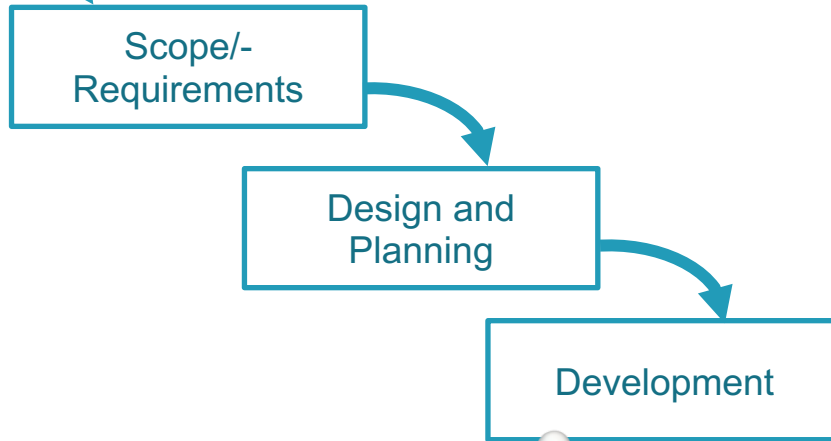 Scope/-
Requirements
Design and
Planning
Development